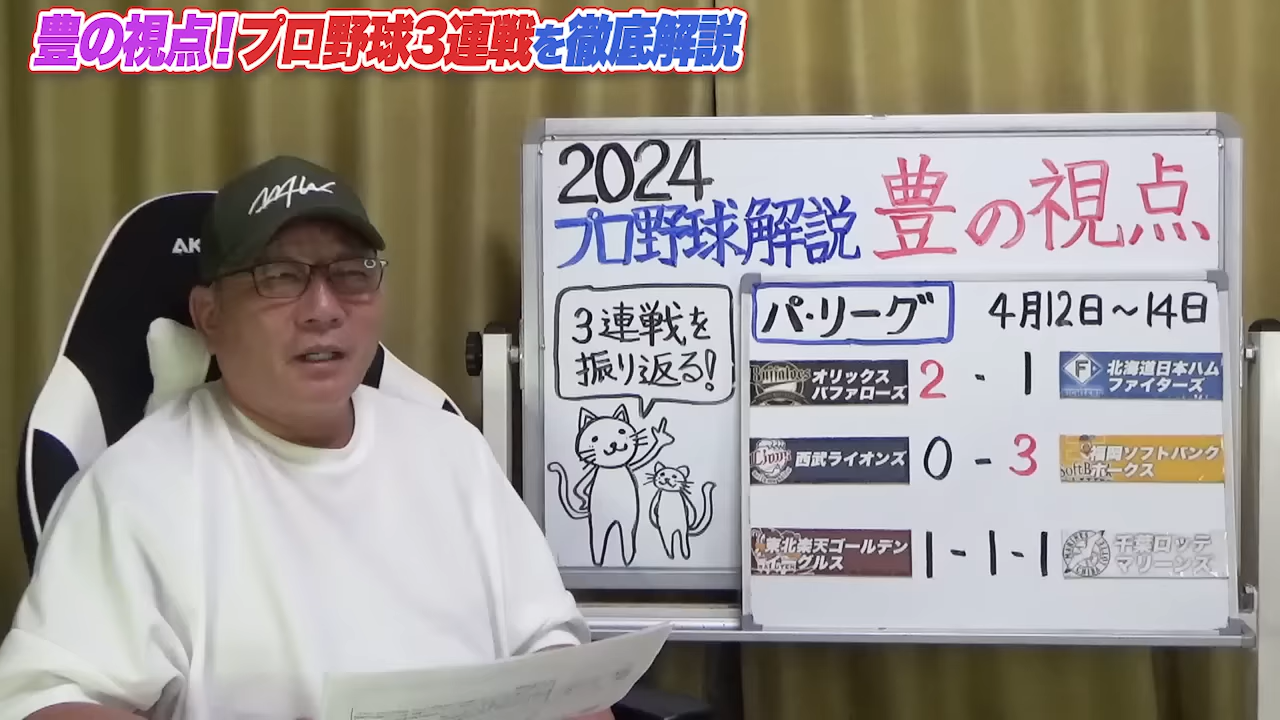 豊の視点!プロ野球3連戦を徹底解説
2024
プロ野球解説 豊の視点
3連戦を
振り返る!
パ・リーグ 4月12日~14日
Buffaloes オリックス
バファローズ 2 - 1 F 北海道日本ハム
ファイターズ
Lions 西武ライオンズ 0 - 3 福岡ソフトバンク
ホークス
東北楽天ゴールデン
グルス 1 - 1 - 1 千葉ロッテ
マリーンズ
AK